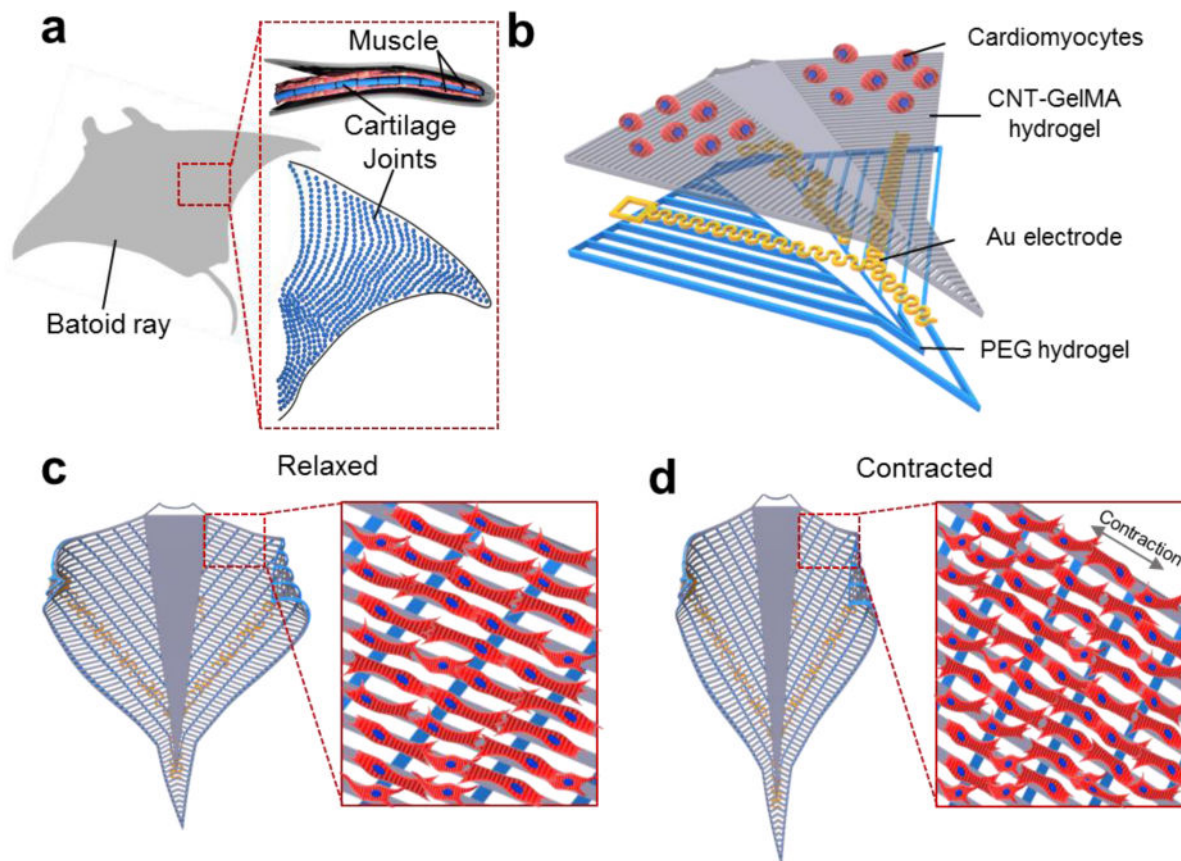 a
Muscle
Cartilage
Joints
Batoid ray
b
Cardiomyocytes
CNT-GelMA
hydrogel
Au electrode
PEG hydrogel
c
Relaxed
d
Contracted
Contraction